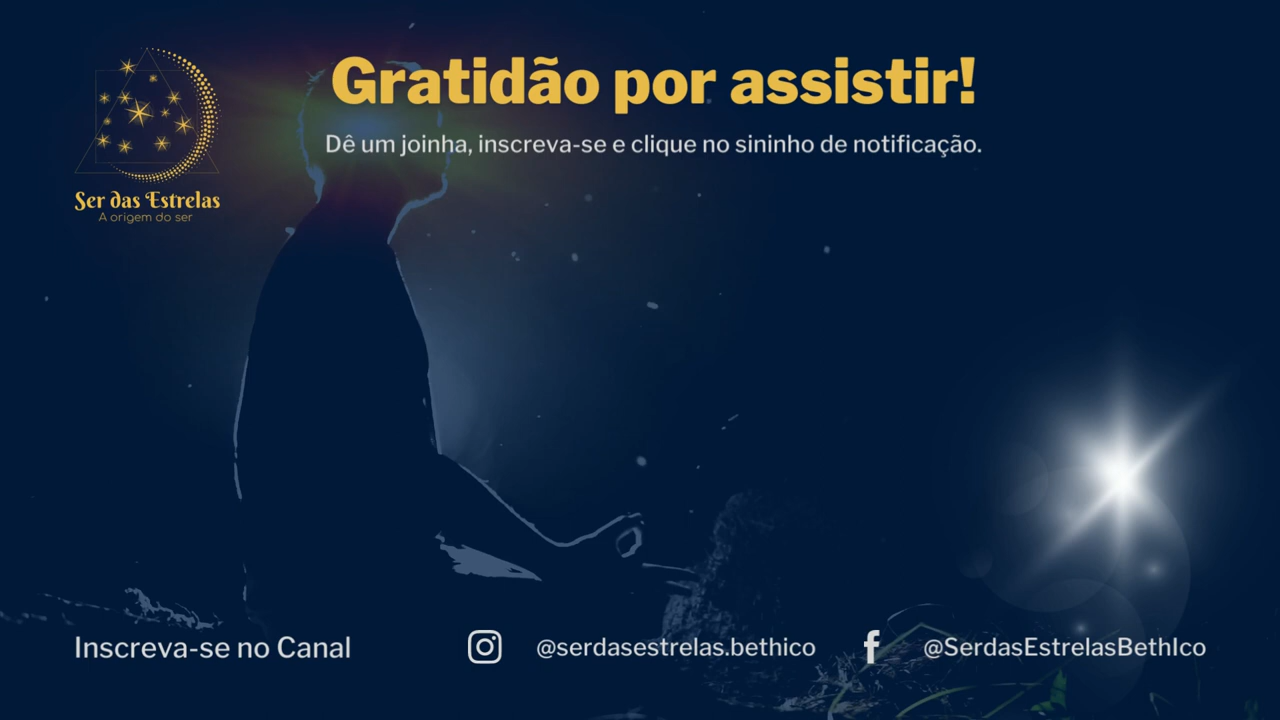 Gratidão por assistir!
Dê um joinha, inscreva-se e clique no sininho de notificação.
Ser das Estrelas
A origem do ser
Inscreva-se no Canal
@serdasestrelas.bethico
@SerdasEstrelasBethIco